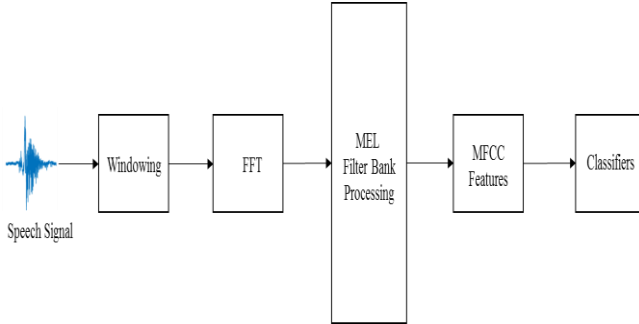 Speech Signal
Windowing
FFT
MEL
Filter Bank
Processing
MFCC
Features
Classifiers